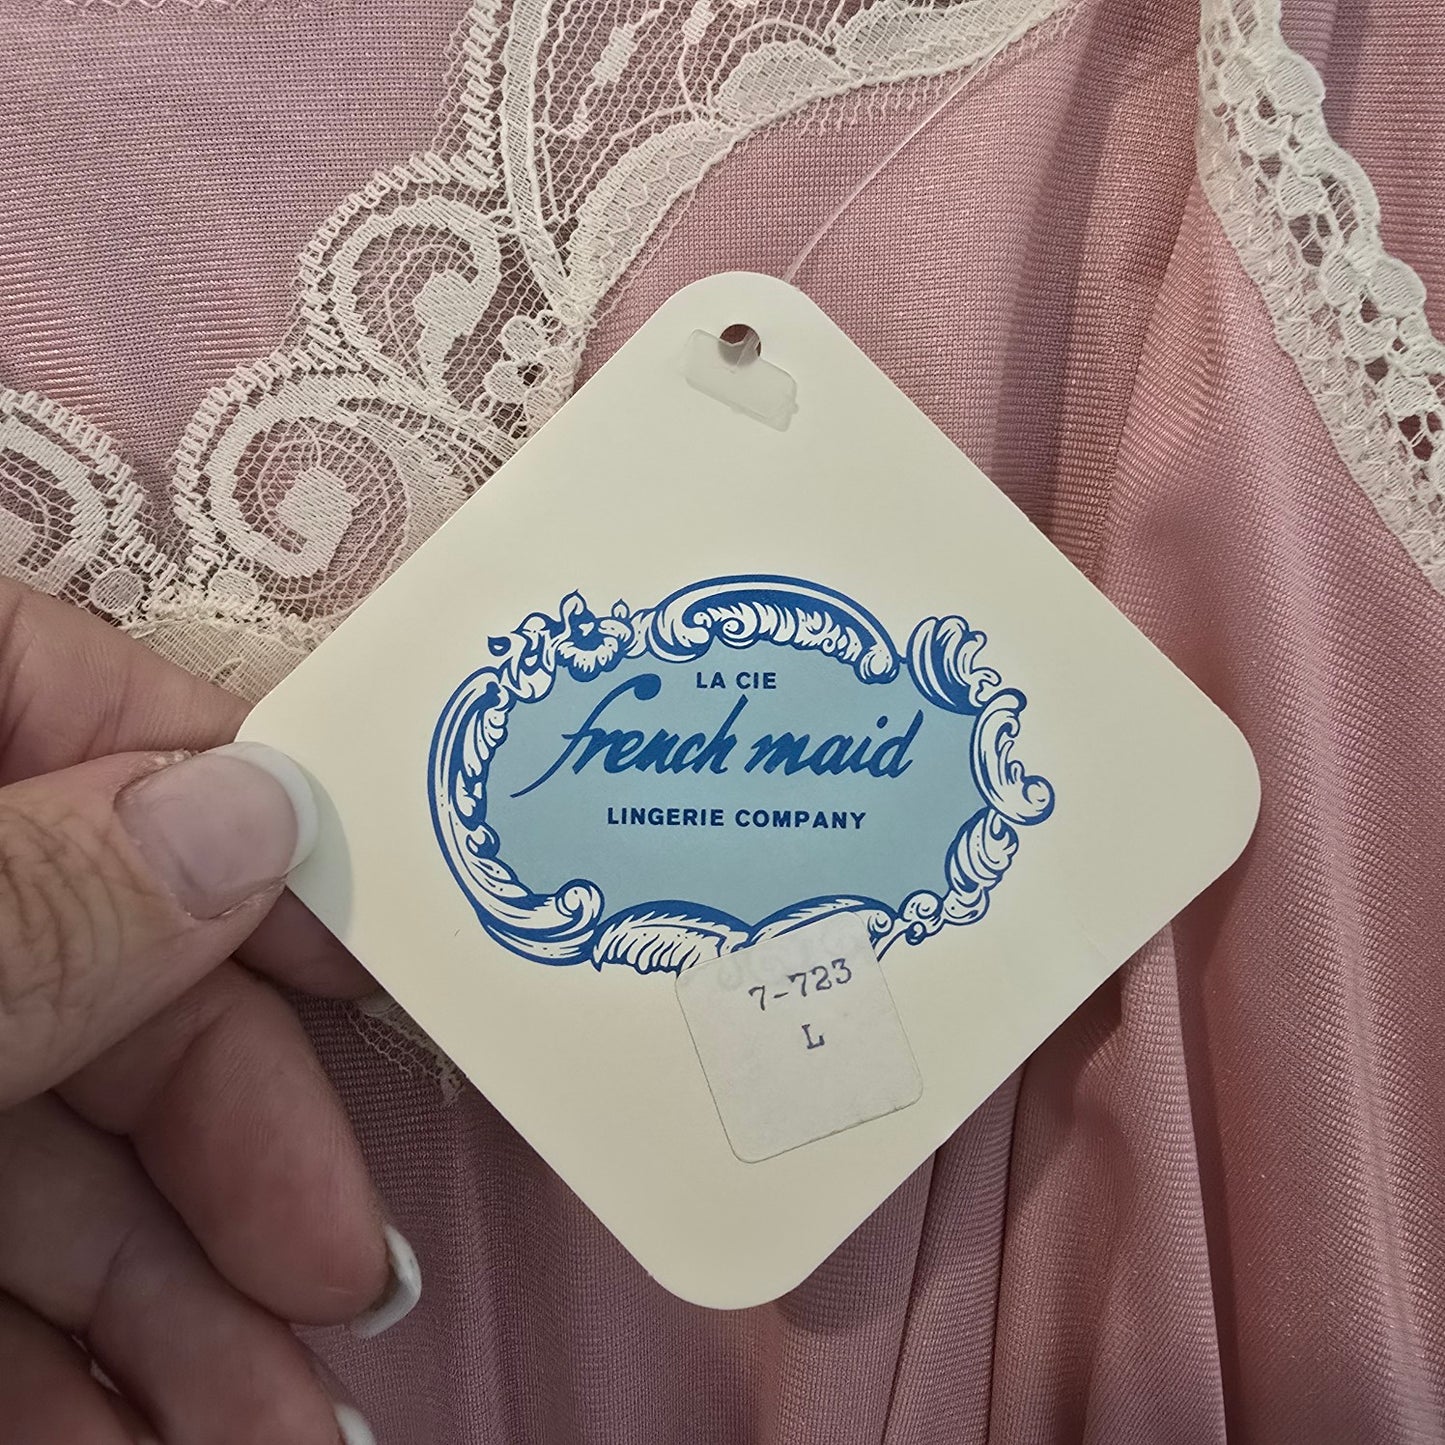 LA CIE
french maid
LINGERIE COMPANY
7-723
L